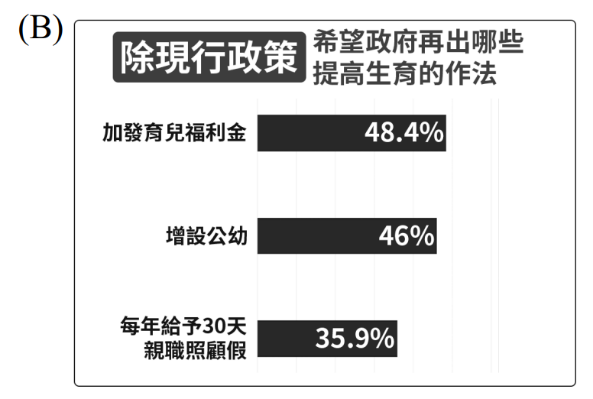 (B)
除現行政策
希望政府再出哪些
提高生育的作法
加發育兒福利金
48.4%
增設公幼
46%
每年給予30天
親職照顧假
35.9%